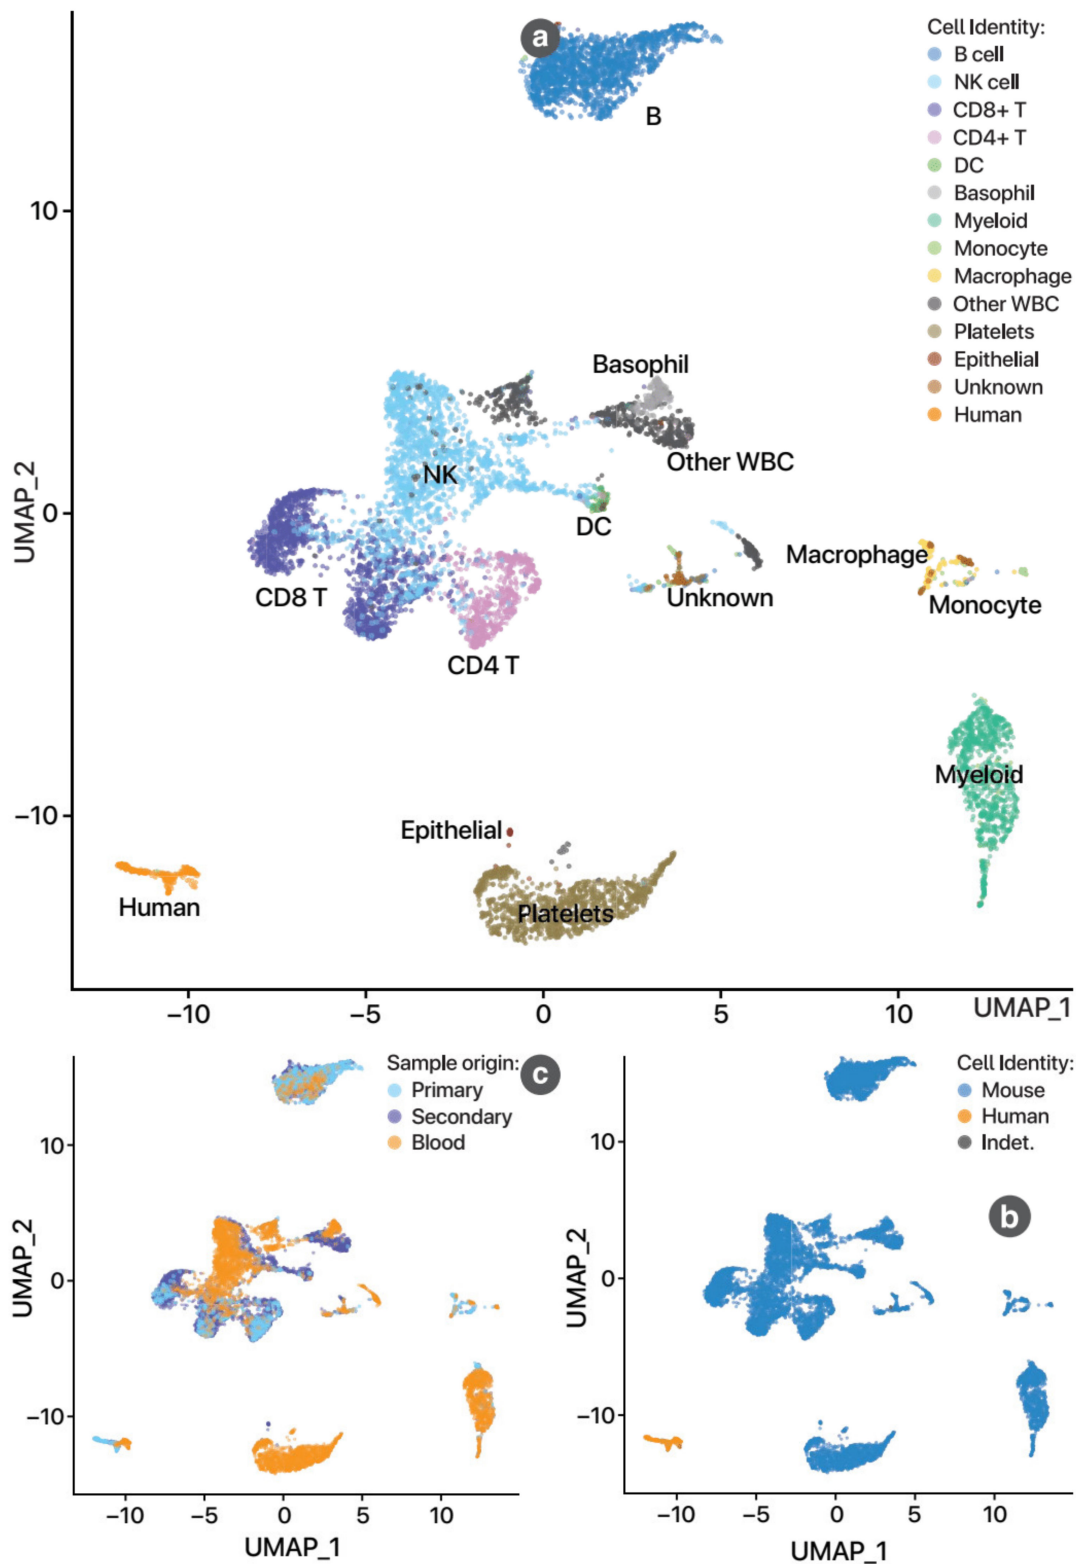 a
Cell Identity:
B cell
NK cell
CD8+ T
CD4+ T
DC
Basophil
Myeloid
Monocyte
Macrophage
Other WBC
Platelets
Epithelial
Unknown
Human
B
10
Basophil
NK
Other WBC
0
DC
Macrophage
CD8 T
Unknown
Monocyte
CD4 T
Myeloid
−10
Epithelial
Human
Platelets
UMAP_2
−10
−5
0
5
10
UMAP_1
Sample origin:
c
Primary
Secondary
Blood
10
0
−10
UMAP_2
−10
−5
0
5
10
UMAP_1
Cell Identity:
Mouse
Human
Indet.
b
10
0
−10
UMAP_2
−10
−5
0
5
10
UMAP_1